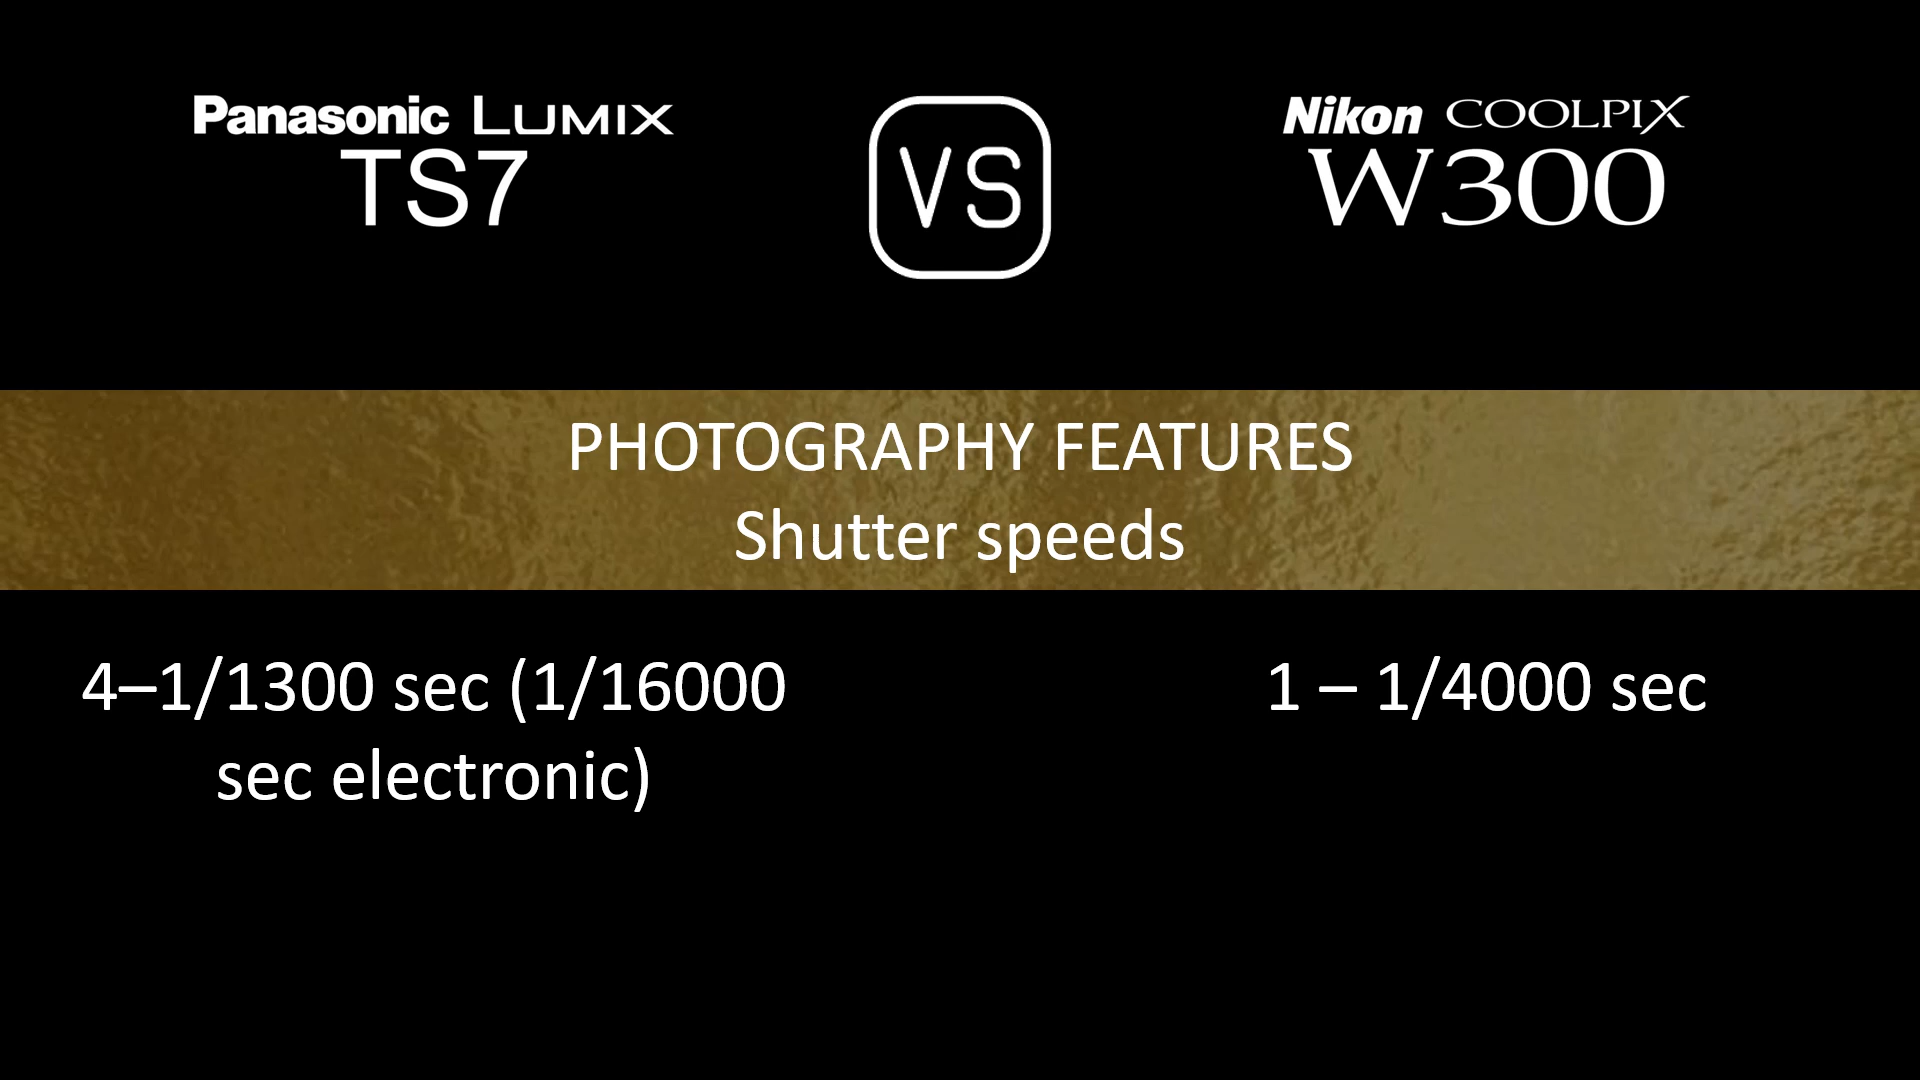 Panasonic LUMIX
TS7
VS
Nikon COOLPIX
W300
PHOTOGRAPHY FEATURES
Shutter speeds
4–1/1300 sec (1/16000
sec electronic)
1 – 1/4000 sec